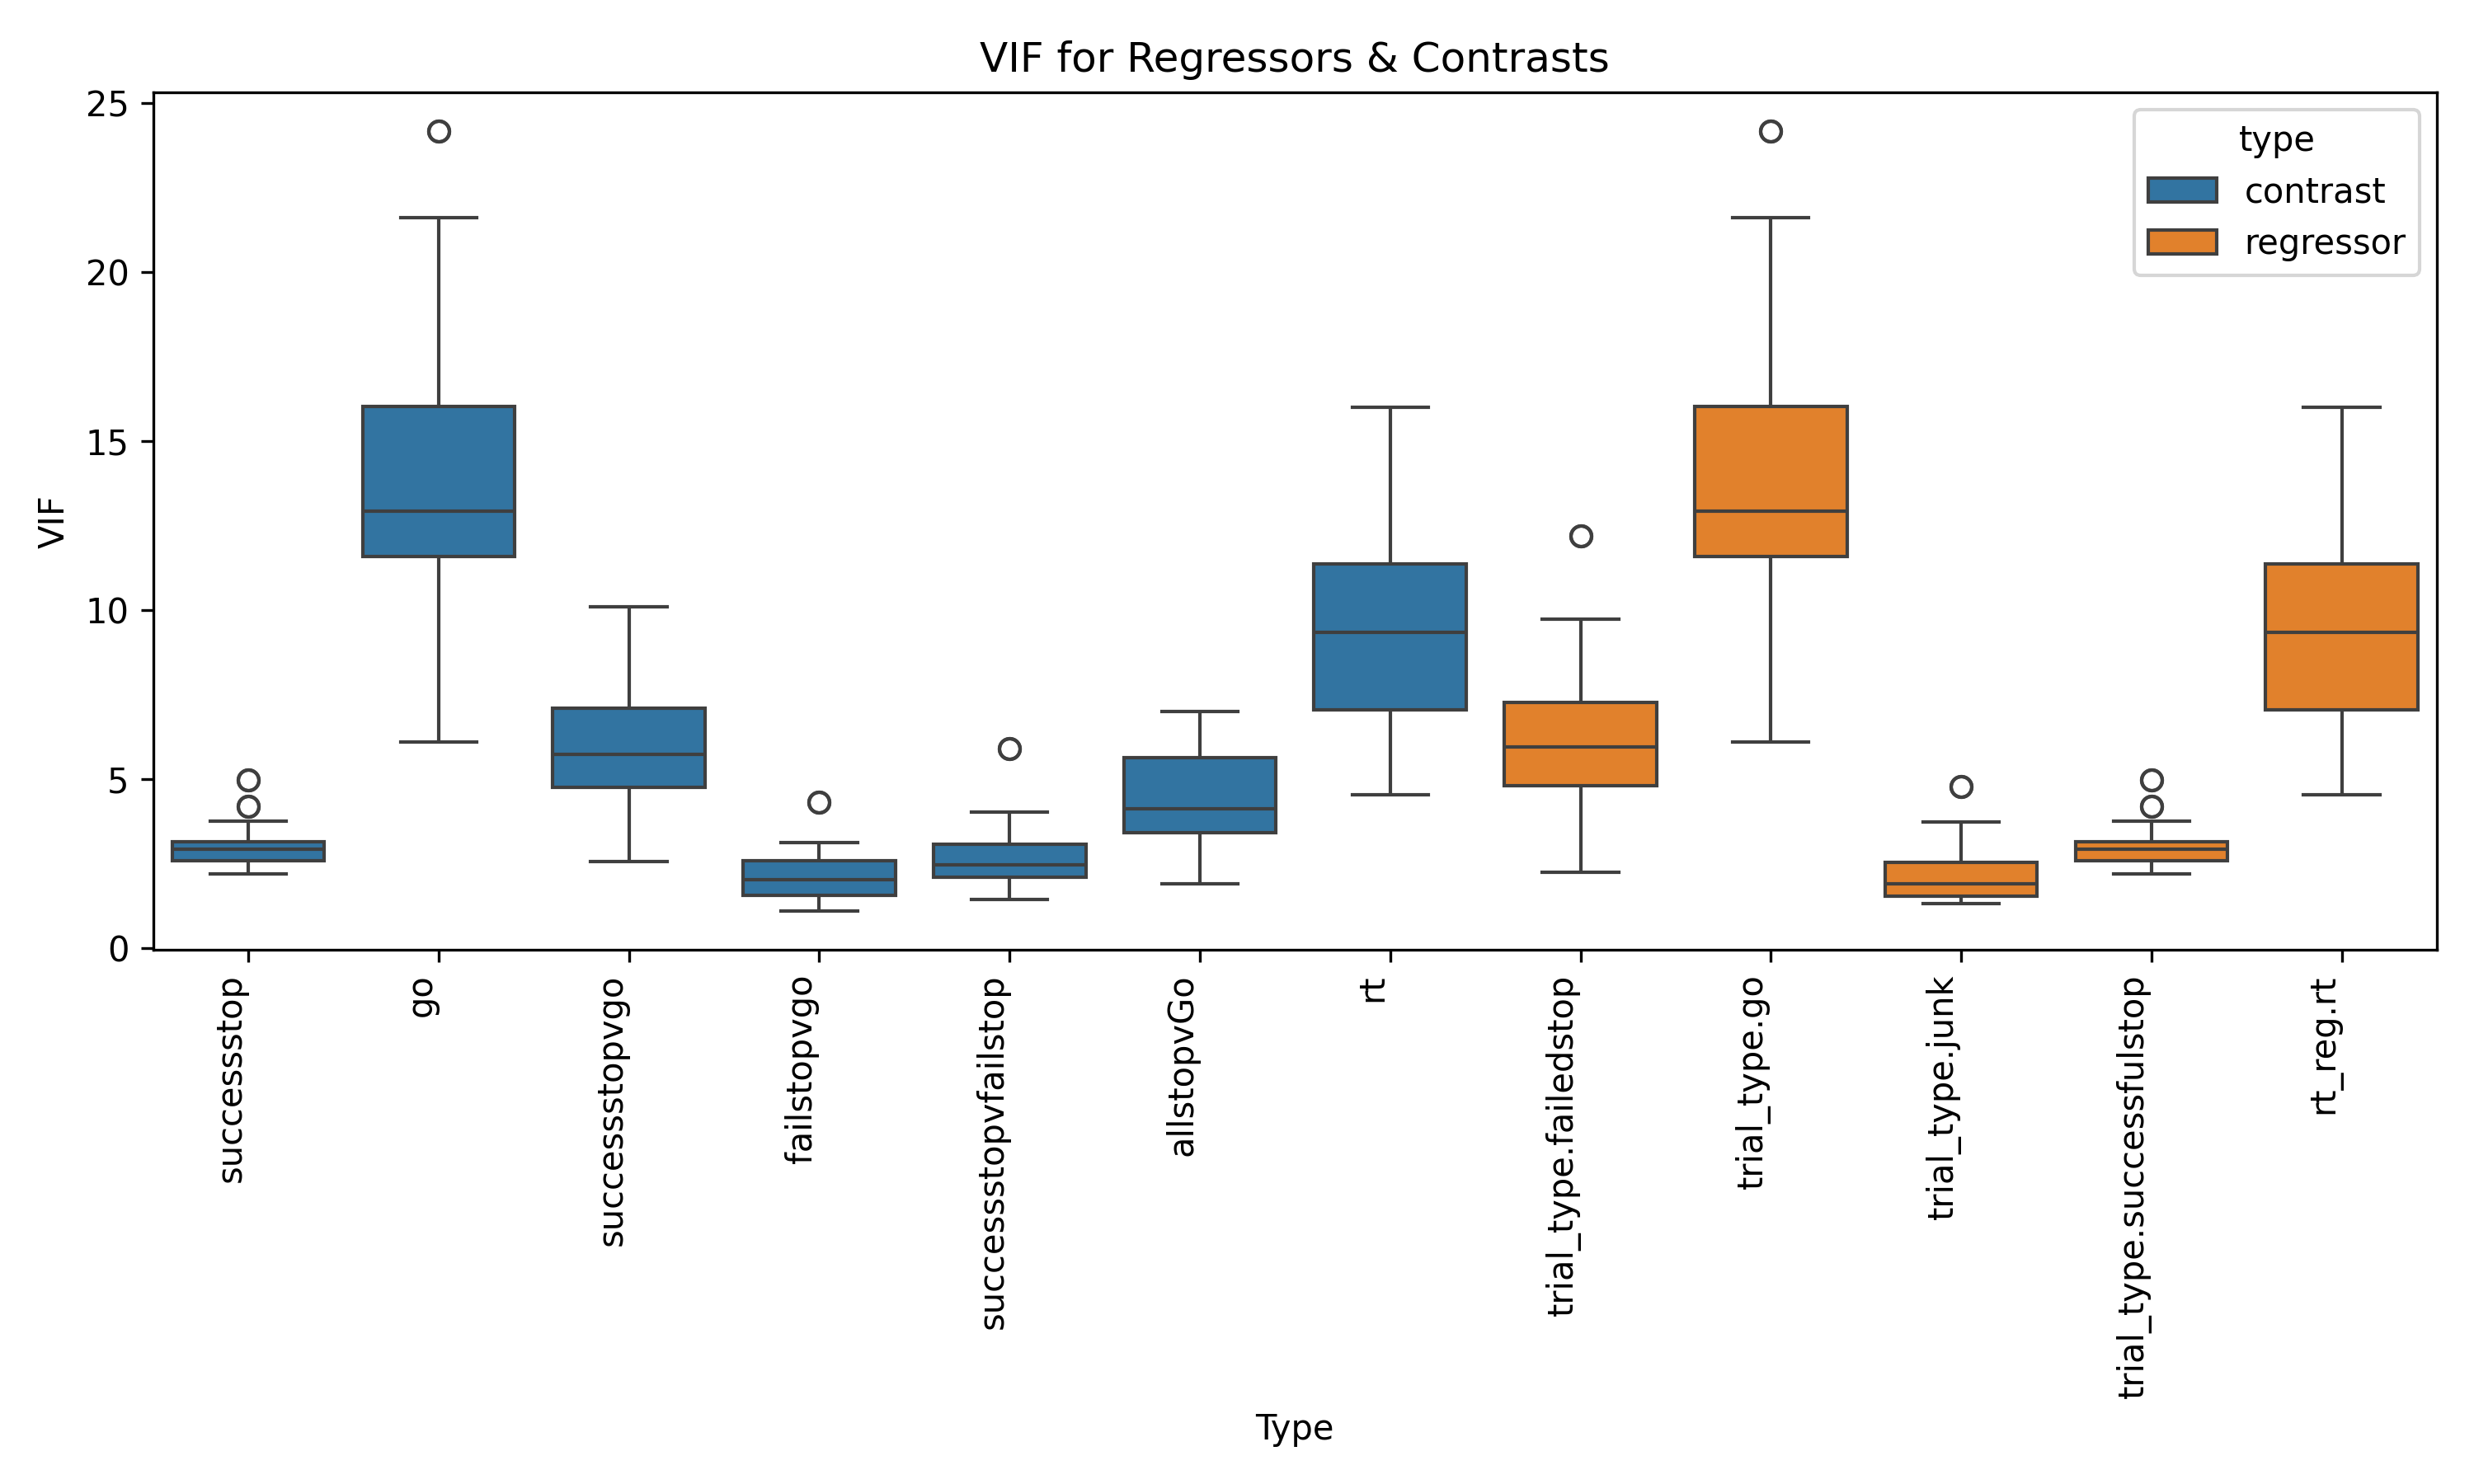 VIF for Regressors & Contrasts
25
20
15
10
5
0
VIF
type
contrast
regressor
successstop
go
successstopvgo
failstopvgo
successstopvfailstop
allstopvGo
rt
trial_type.failedstop
trial_type.go
trial_type.junk
trial_type.successfulstop
rt_reg.rt
Type